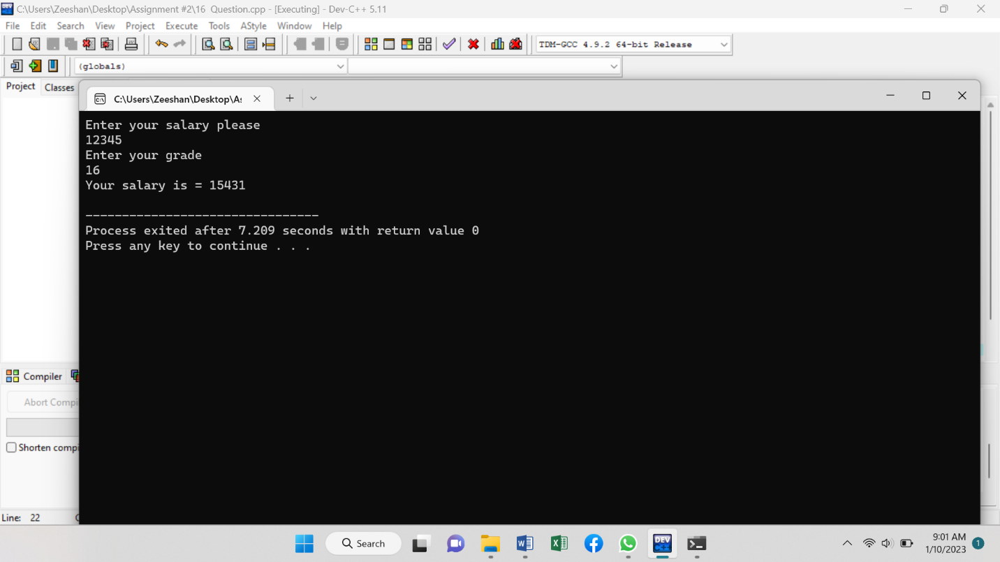 C:\Users\Zeeshan\Desktop\Assignment #2\16 Question.cpp - [Executing] - Dev-C++ 5.11
File Edit Search View Project Execute Tools AStyle Window Help
TDM-GCC 4.9.2 64-bit Release
(globals)
Project Classes
C:\Users\Zeeshan\Desktop\A
Enter your salary please
12345
Enter your grade
16
Your salary is = 15431
--------------------------------
Process exited after 7.209 seconds with return value 0
Press any key to continue . . .
Compiler
Abort Compi
Shorten compi
Line: 22
Search
DEV
9:01 AM
1/10/2023
1